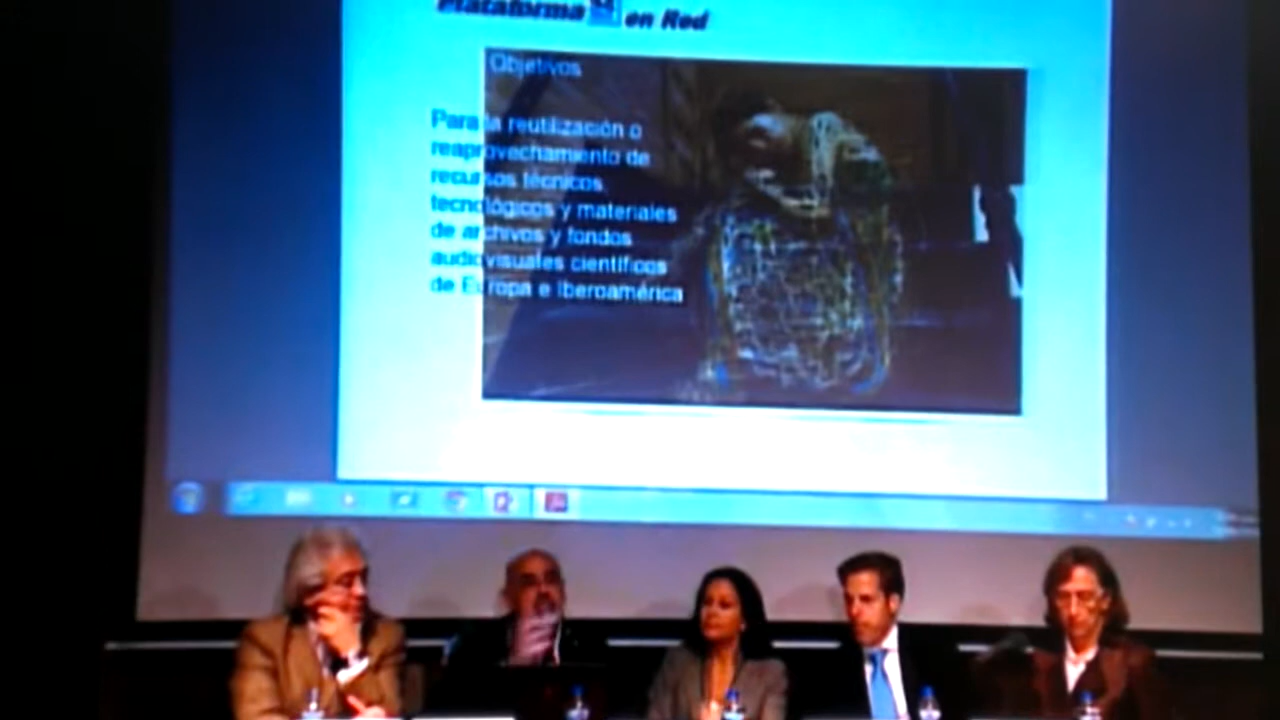 Plataforma en Red
Objetivos
Para la reutilización o
reaprovechamiento de
recursos técnicos
tecnológicos y materiales
de archivos y fondos
audiovisuales científicos
de Europa e Iberoamérica